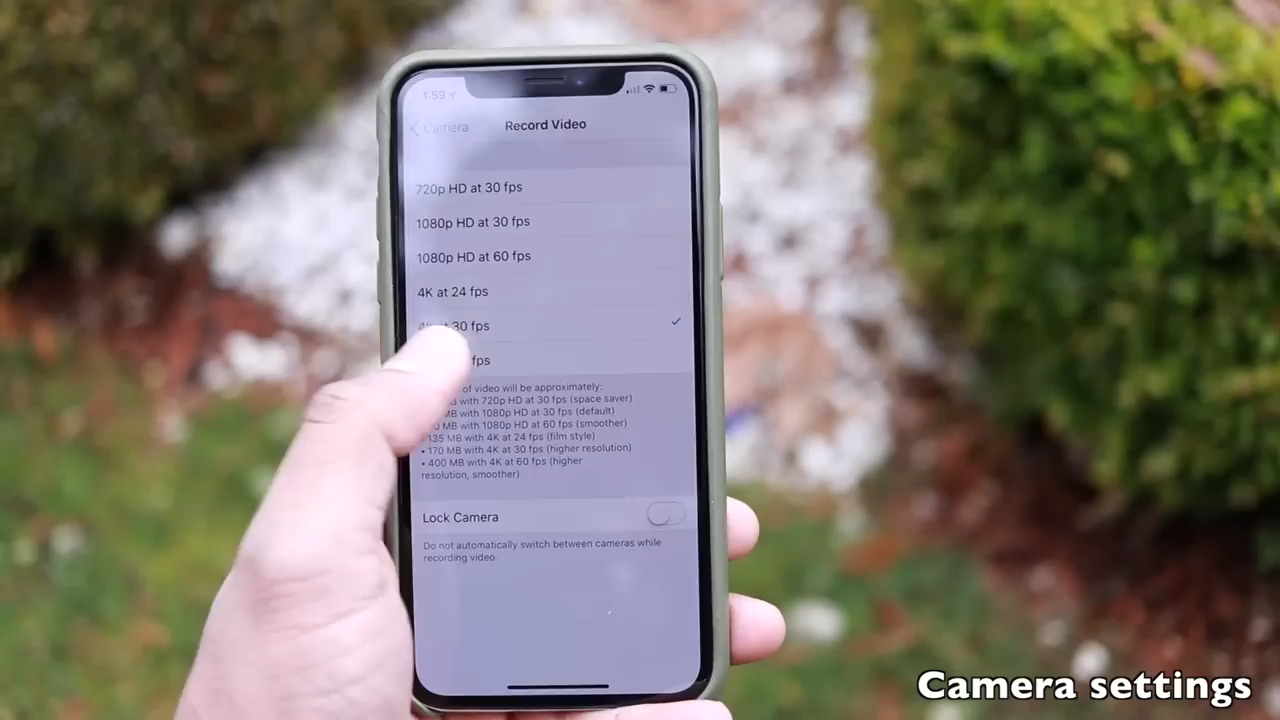 1:59
Camera
Record Video
720p HD at 30 fps
1080p HD at 30 fps
1080p HD at 60 fps
4K at 24 fps
30 fps
fps
of video will be approximately:
with 720p HD at 30 fps (space saver)
MB with 1080p HD at 30 fps (default)
MB with 1080p HD at 60 fps (smoother)
135 MB with 4K at 24 fps (film style)
• 170 MB with 4K at 30 fps (higher resolution)
• 400 MB with 4K at 60 fps (higher
resolution, smoother)
Lock Camera
Do not automatically switch between cameras while
recording video.
Camera settings